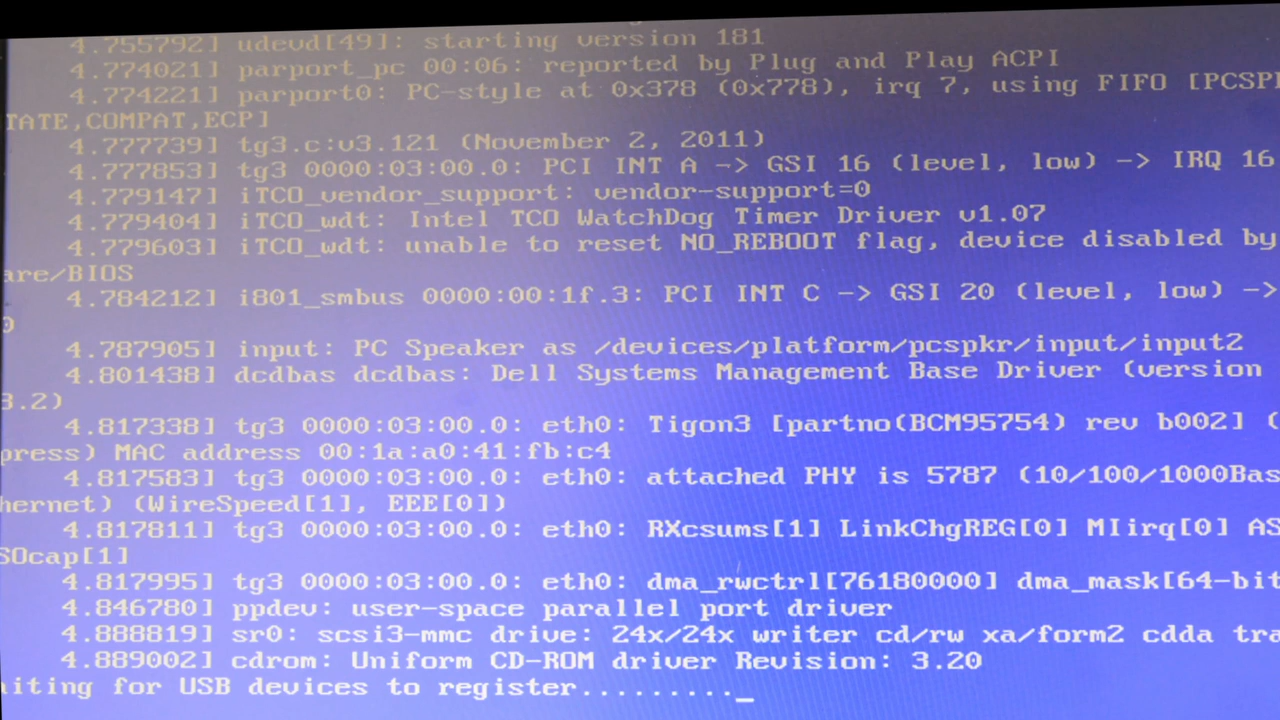 4.755792] udevd[49]: starting version 181
4.774021] parport_pc 00:06: reported by Plug and Play ACPI
4.774221] parport0: PC-style at 0x378 (0x778), irq 7, using FIFO [PCSP
TATE,COMPAT,ECP]
4.777739] tg3.c:v3.121 (November 2, 2011)
4.777853] tg3 0000:03:00.0: PCI INT A -> GSI 16 (level, low) -> IRQ 16
4.779147] iTCO_vendor_support: vendor-support=0
4.779404] iTCO_wdt: Intel TCO WatchDog Timer Driver v1.07
4.779603] iTCO_wdt: unable to reset NO_REBOOT flag, device disabled by
are/BIOS
4.784212] i801_smbus 0000:00:1f.3: PCI INT C -> GSI 20 (level, low) ->
0
4.787905] input: PC Speaker as /devices/platform/pcspkr/input/input2
4.801438] dcdbas dcdbas: Dell Systems Management Base Driver (version
3.2)
4.817338] tg3 0000:03:00.0: eth0: Tigon3 [partno(BCM95754) rev b002] (
press) MAC address 00:1a:a0:41:fb:c4
4.817583] tg3 0000:03:00.0: eth0: attached PHY is 5787 (10/100/1000Bas
hernet) (WireSpeed[1], EEE[0])
4.817811] tg3 0000:03:00.0: eth0: RXcsums[1] LinkChgREG[0] MIirq[0] AS
SOcap[1]
4.817995] tg3 0000:03:00.0: eth0: dma_rwctrl[76180000] dma_mask[64-bit
4.846780] ppdev: user-space parallel port driver
4.888819] sr0: scsi3-mmc drive: 24x/24x writer cd/rw xa/form2 cdda tra
4.889002] cdrom: Uniform CD-ROM driver Revision: 3.20
iting for USB devices to register........._